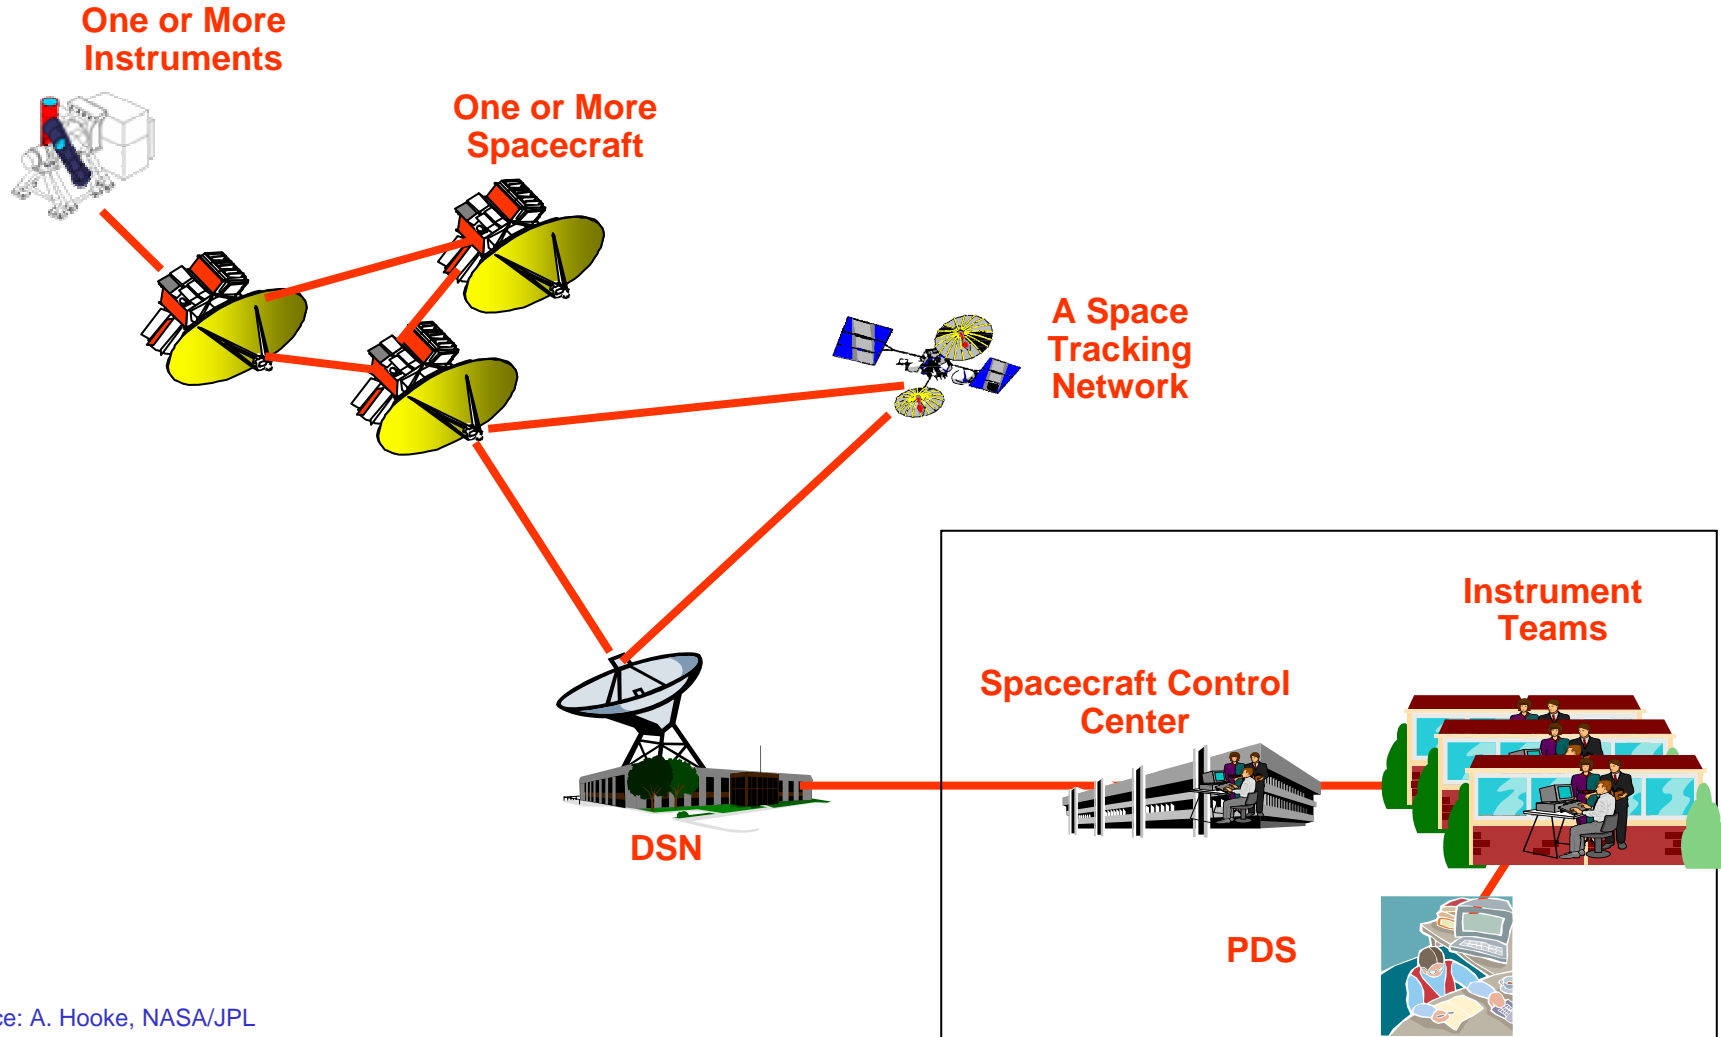 One or More
Instruments
One or More
Spacecraft
A Space
Tracking
Network
Instrument
Teams
Spacecraft Control
Center
DSN
PDS
A. Hooke, NASA/JPL